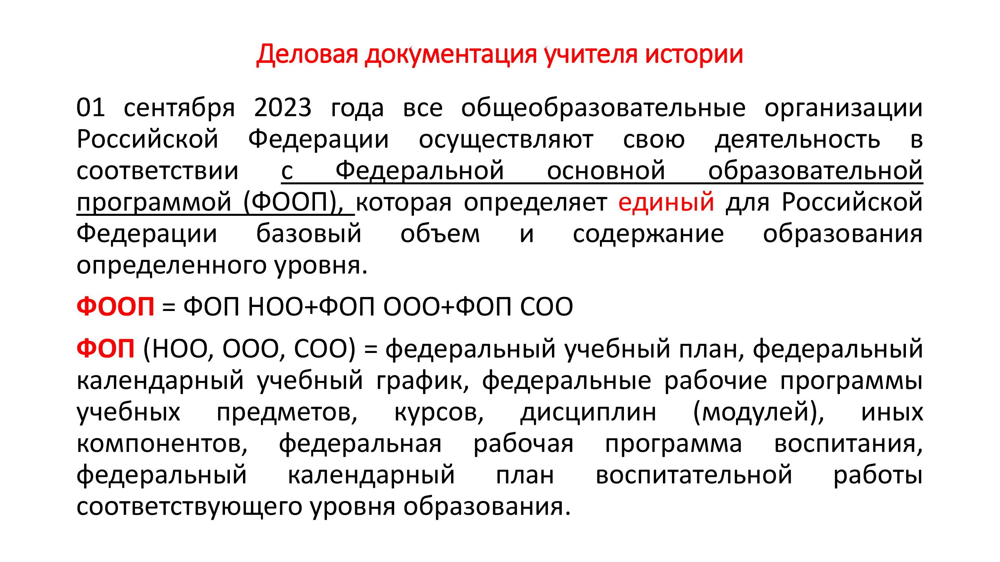 Деловая документация учителя истории
01 сентября 2023 года все общеобразовательные организации
Российской Федерации осуществляют свою деятельность в
соответствии с Федеральной основной образовательной
программой (ФООП), которая определяет единый для Российской
Федерации базовый объем и содержание образования
определенного уровня.
ФООП = ФОП НОО+ФОП ООО+ФОП СОО
ФОП (НОО, ООО, СОО) = федеральный учебный план, федеральный
календарный учебный график, федеральные рабочие программы
учебных предметов, курсов, дисциплин (модулей), иных
компонентов, федеральная рабочая программа воспитания,
федеральный календарный план воспитательной работы
соответствующего уровня образования.